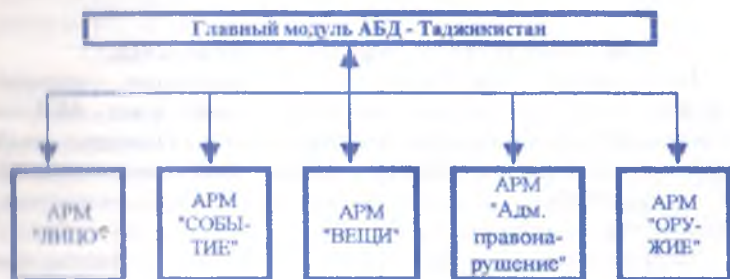 Главный модуль АБД - Таджикистан
АРМ
"ЛИЦО"
АРМ
"СОБЫ-
ТИЕ"
АРМ
"ВЕЩИ"
АРМ
"Адм.
правона-
рушение"
АРМ
"ОРУ-
ЖИЕ"